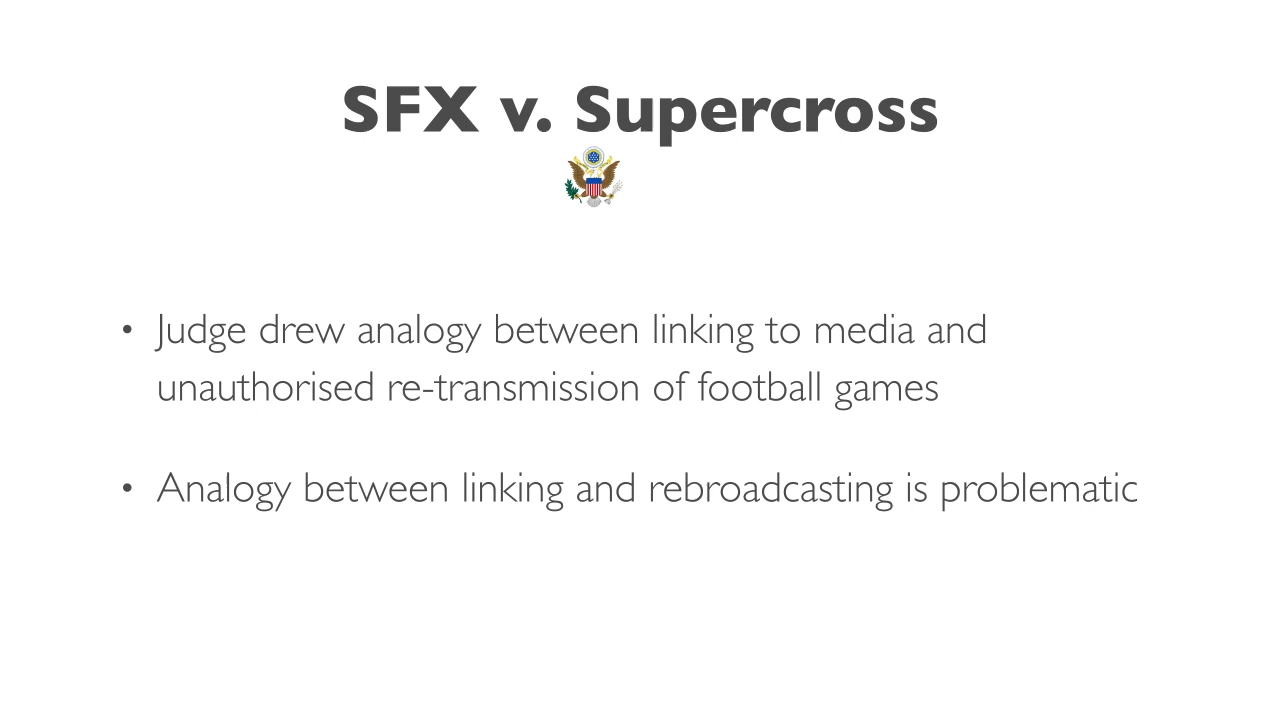 SFX v. Supercross
• Judge drew analogy between linking to media and
unauthorised re-transmission of football games
• Analogy between linking and rebroadcasting is problematic